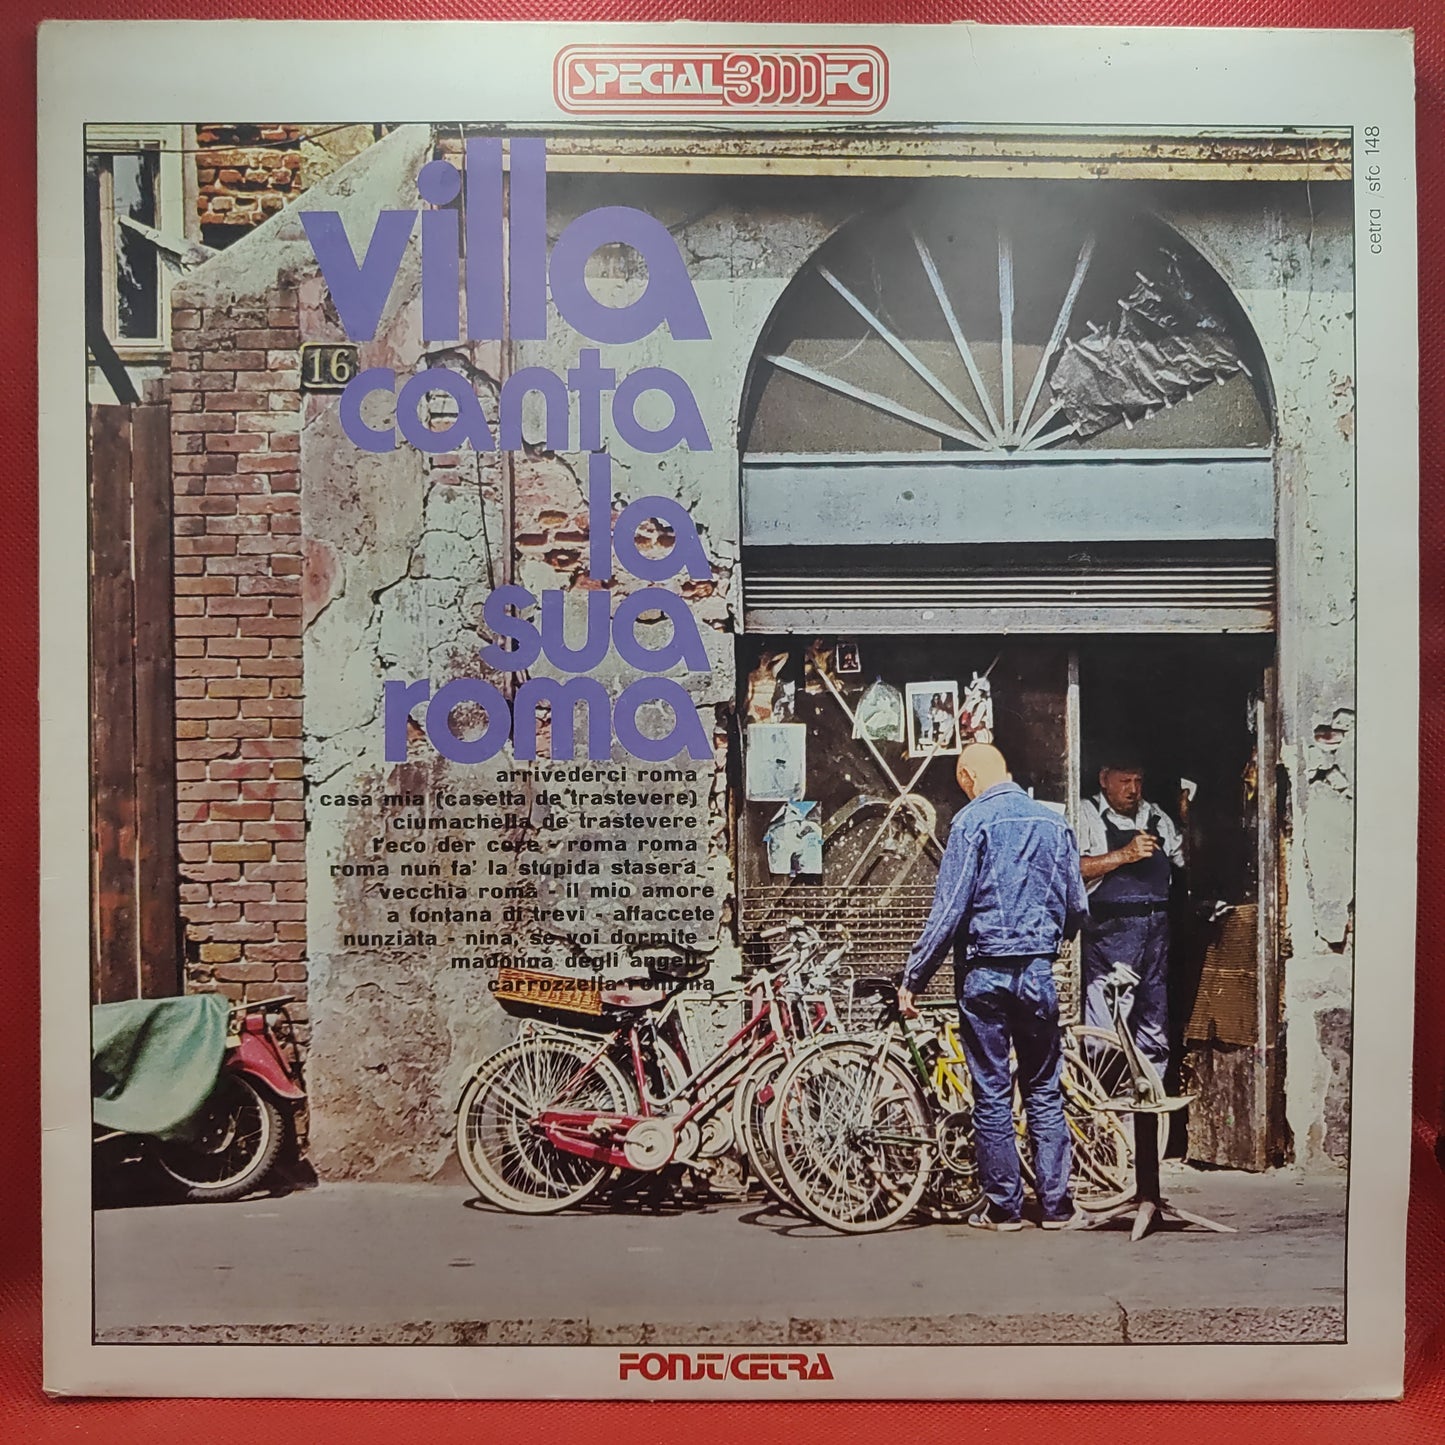 SPECIAL 3000 FC
cetra /sfc 148
villa
canta
la
sua
roma
16
arrivederci roma -
casa mia (casetta de trastevere) -
ciumachella de trastevere -
l'eco der core - roma roma -
roma nun fa' la stupida stasera -
vecchia roma - il mio amore
a fontana di trevi - affaccete
nunziata - nina, se voi dormite
madonna degli angeli -
carrozzella romana
FONIT/CETRA